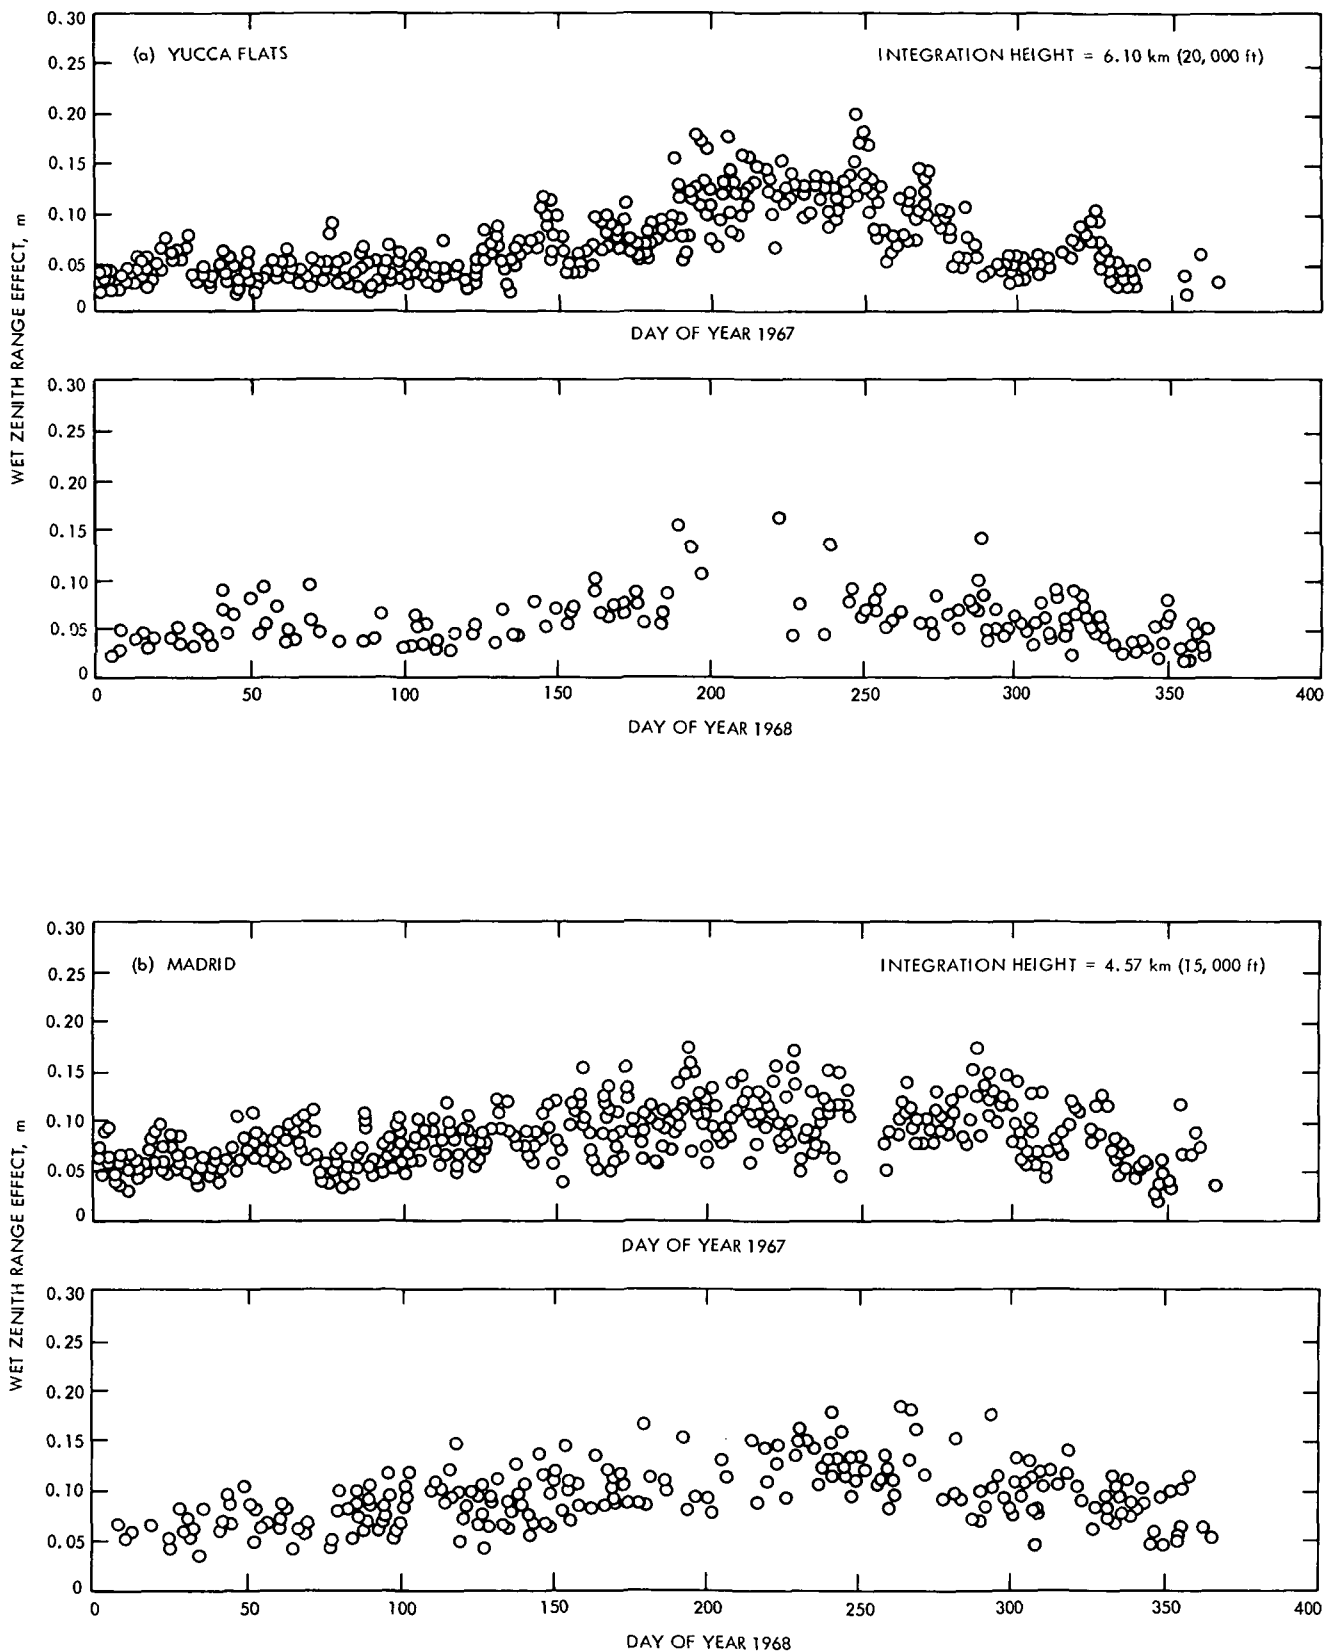 0.30
(a) YUCCA FLATS
INTEGRATION HEIGHT = 6.10 km (20,000 ft)
0.25
0.20
0.15
0.10
0.05
0
DAY OF YEAR 1967
WET ZENITH RANGE EFFECT, m
0.30
0.25
0.20
0.15
0.10
0.05
0
0 50 100 150 200 250 300 350 400
DAY OF YEAR 1968
0.30
(b) MADRID
INTEGRATION HEIGHT = 4.57 km (15,000 ft)
0.25
0.20
0.15
0.10
0.05
0
DAY OF YEAR 1967
WET ZENITH RANGE EFFECT, m
0.30
0.25
0.20
0.15
0.10
0.05
0
0 50 100 150 200 250 300 350 400
DAY OF YEAR 1968